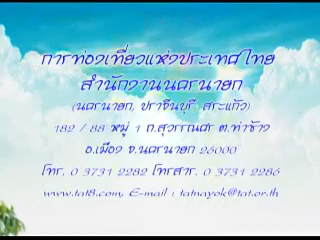 การท่องเที่ยวแห่งประเทศไทย
สำนักงานนครนายก
(นครนายก, ปราจีนบุรี, สระแก้ว)
182 / 88 หมู่ 1 ถ.สุวรรณศร ต.ท่าช้าง
อ.เมือง จ.นครนายก 26000
โทร. 0 3731 2282 โทรสาร. 0 3731 2286
www.tat8.com, E-mail : tatnayok@tat.or.th